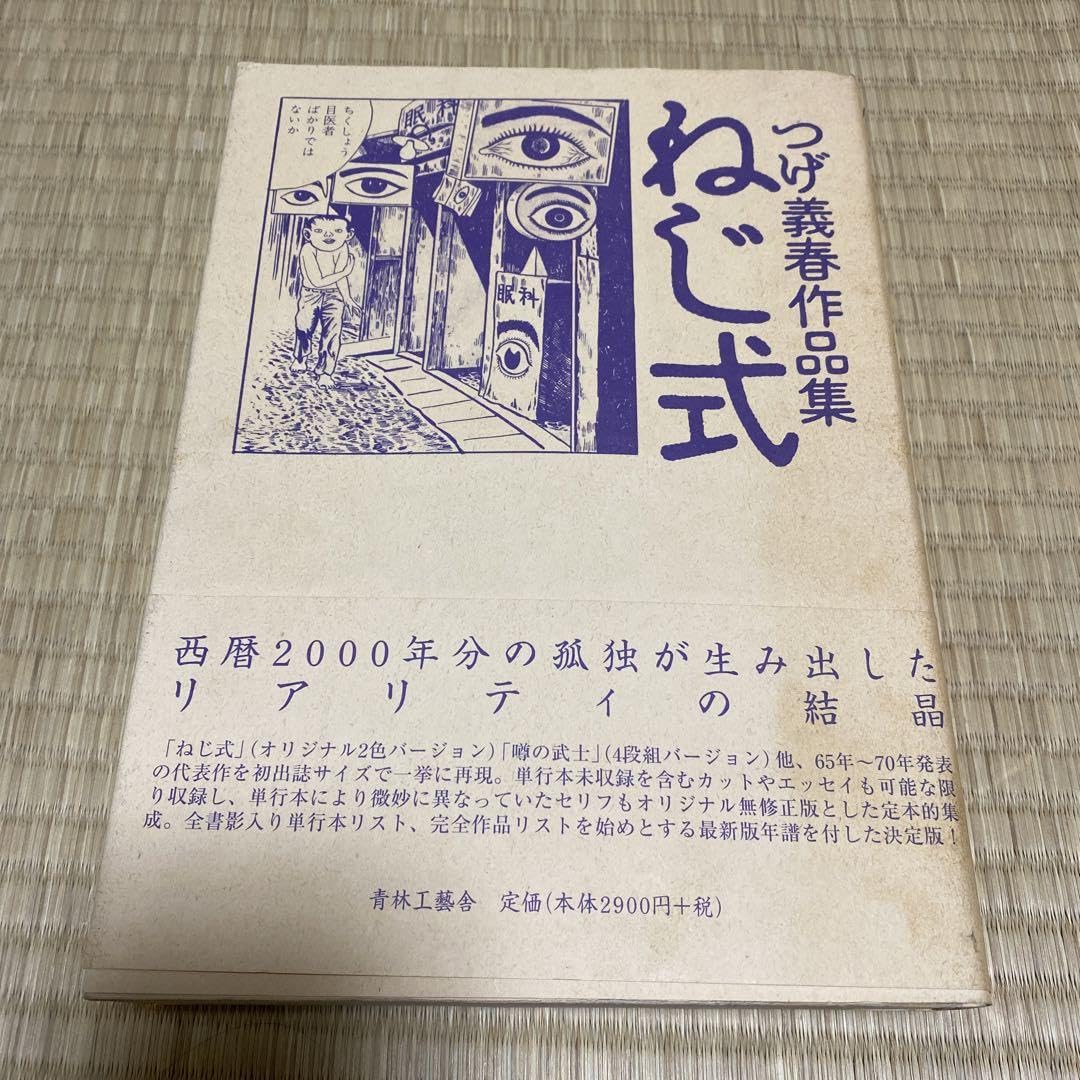 つげ義春作品集
ねじ式
ちくしょう
目医者
ばかりでは
ないか
眼科
眼科
西暦2000年分の孤独が生み出した
リアリティの結晶
「ねじ式」(オリジナル2色バージョン)「噂の武士」(4段組バージョン)他、65年〜70年発表
の代表作を初出誌サイズで一挙に再現。単行本未収録を含むカットやエッセイも可能な限
り収録し、単行本により微妙に異なっていたセリフもオリジナル無修正版とした定本的集
成。全書影入り単行本リスト、完全作品リストを始めとする最新版年譜を付した決定版！
青林工藝舎 定価(本体2900円+税)